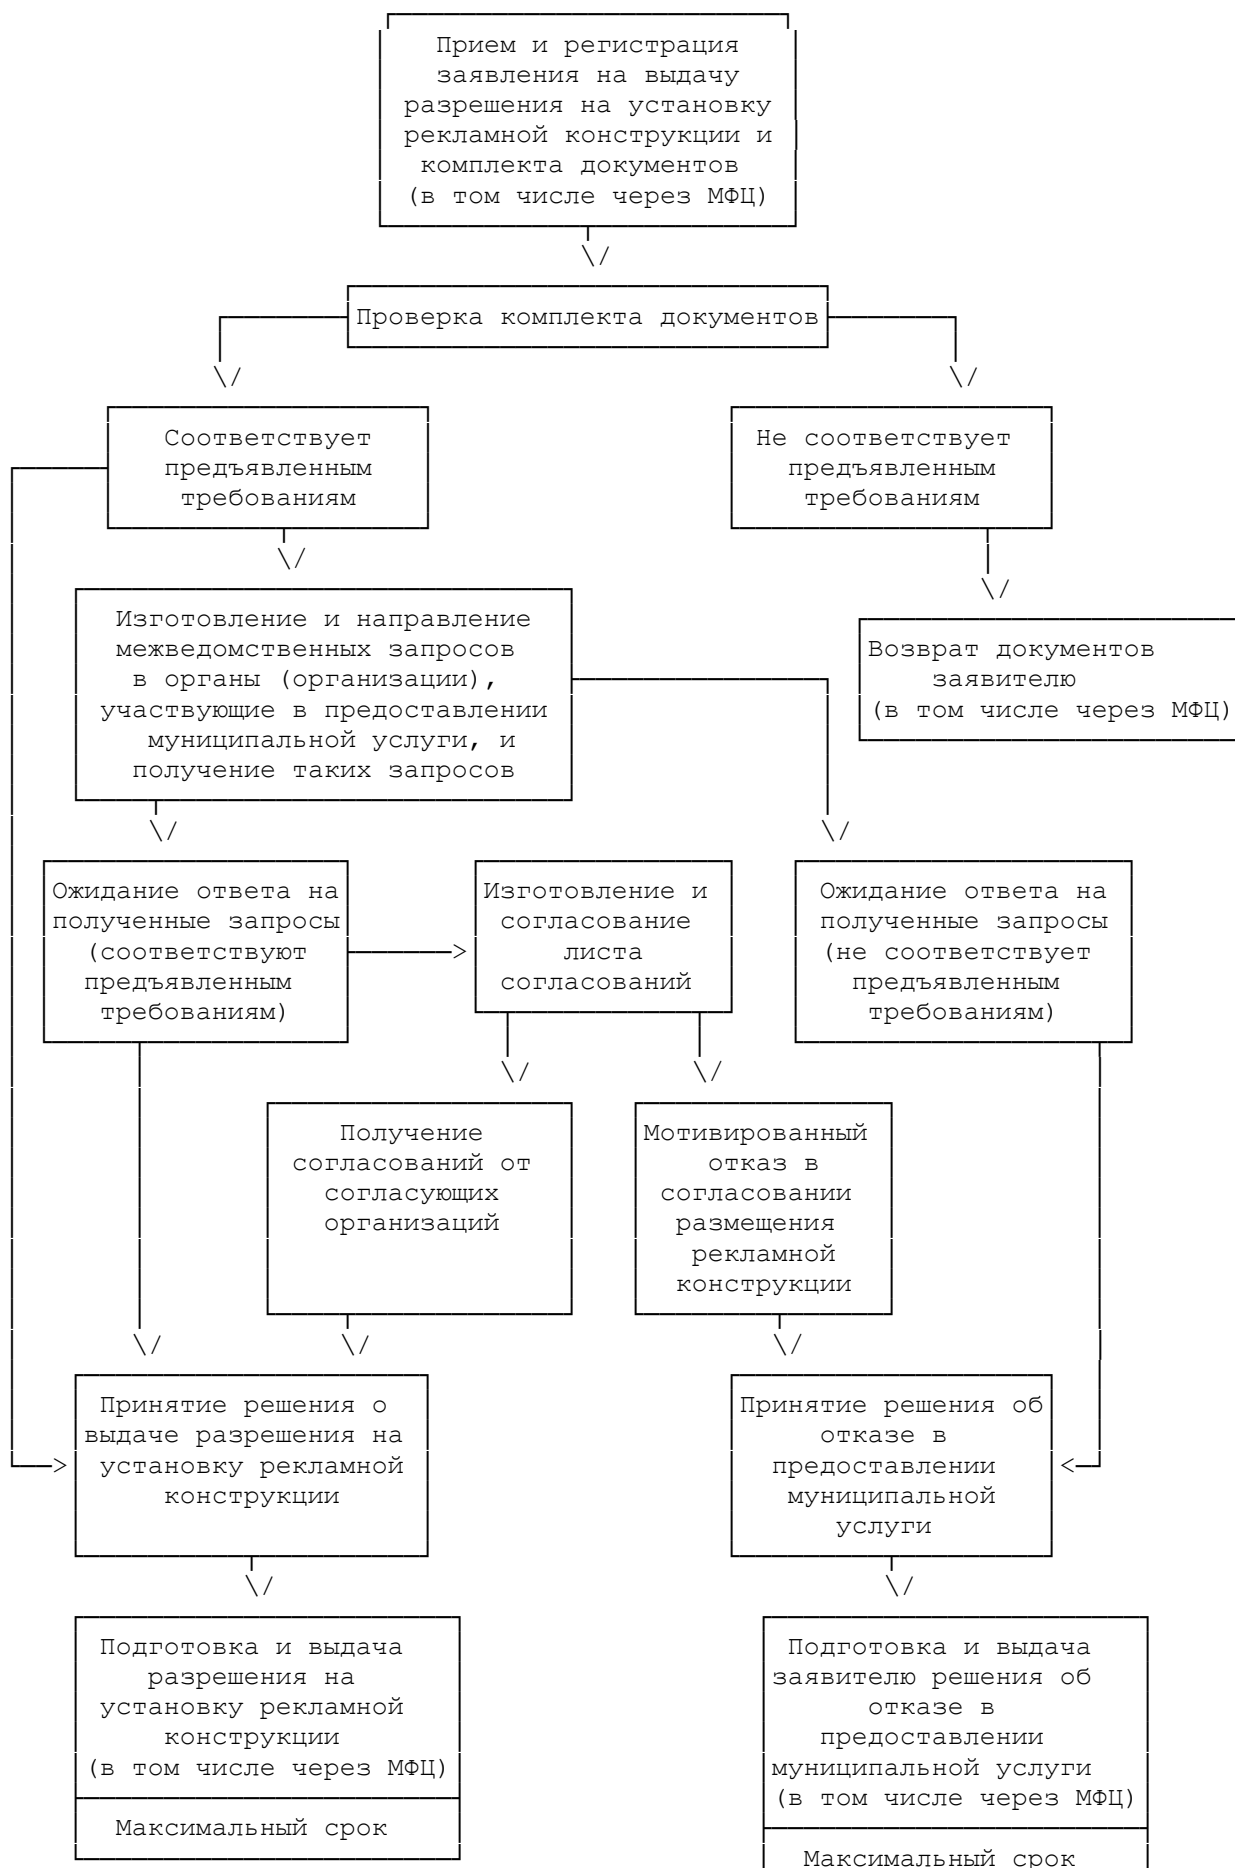 Прием и регистрация
заявления на выдачу
разрешения на установку
рекламной конструкции и
комплекта документов
(в том числе через МФЦ)
Проверка комплекта документов
Соответствует
предъявленным
требованиям
Не соответствует
предъявленным
требованиям
Изготовление и направление
межведомственных запросов
в органы (организации),
участвующие в предоставлении
муниципальной услуги, и
получение таких запросов
Возврат документов
заявителю
(в том числе через МФЦ)
Ожидание ответа на
полученные запросы
(соответствуют
предъявленным
требованиям)
Изготовление и
согласование
листа
согласований
Ожидание ответа на
полученные запросы
(не соответствует
предъявленным
требованиям)
Получение
согласований от
согласующих
организаций
Мотивированный
отказ в
согласовании
размещения
рекламной
конструкции
Принятие решения о
выдаче разрешения на
установку рекламной
конструкции
Принятие решения об
отказе в
предоставлении
муниципальной
услуги
Подготовка и выдача
разрешения на
установку рекламной
конструкции
(в том числе через МФЦ)
Максимальный срок
Подготовка и выдача
заявителю решения об
отказе в
предоставлении
муниципальной услуги
(в том числе через МФЦ)
Максимальный срок